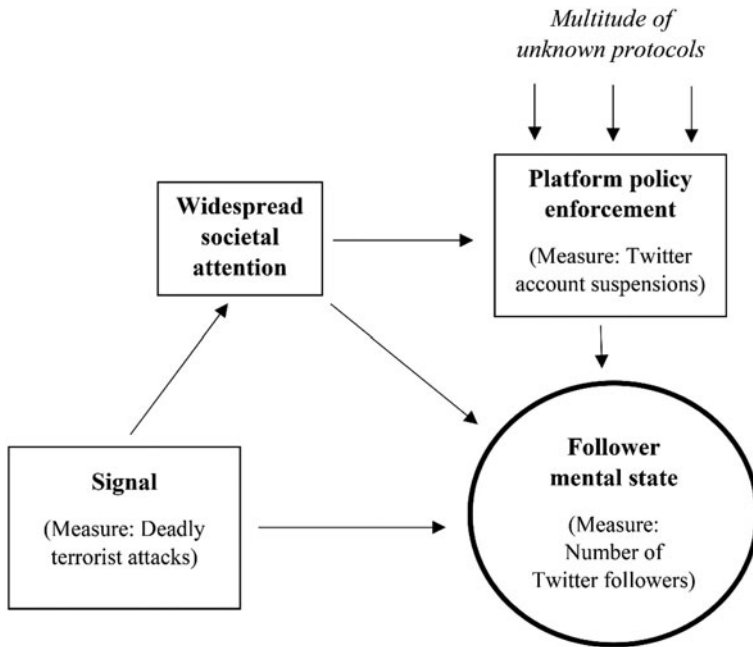 Multitude of
unknown protocols
Platform policy
enforcement
(Measure: Twitter
account suspensions)
Widespread
societal
attention
Signal
(Measure: Deadly
terrorist attacks)
Follower
mental state
(Measure:
Number of
Twitter followers)